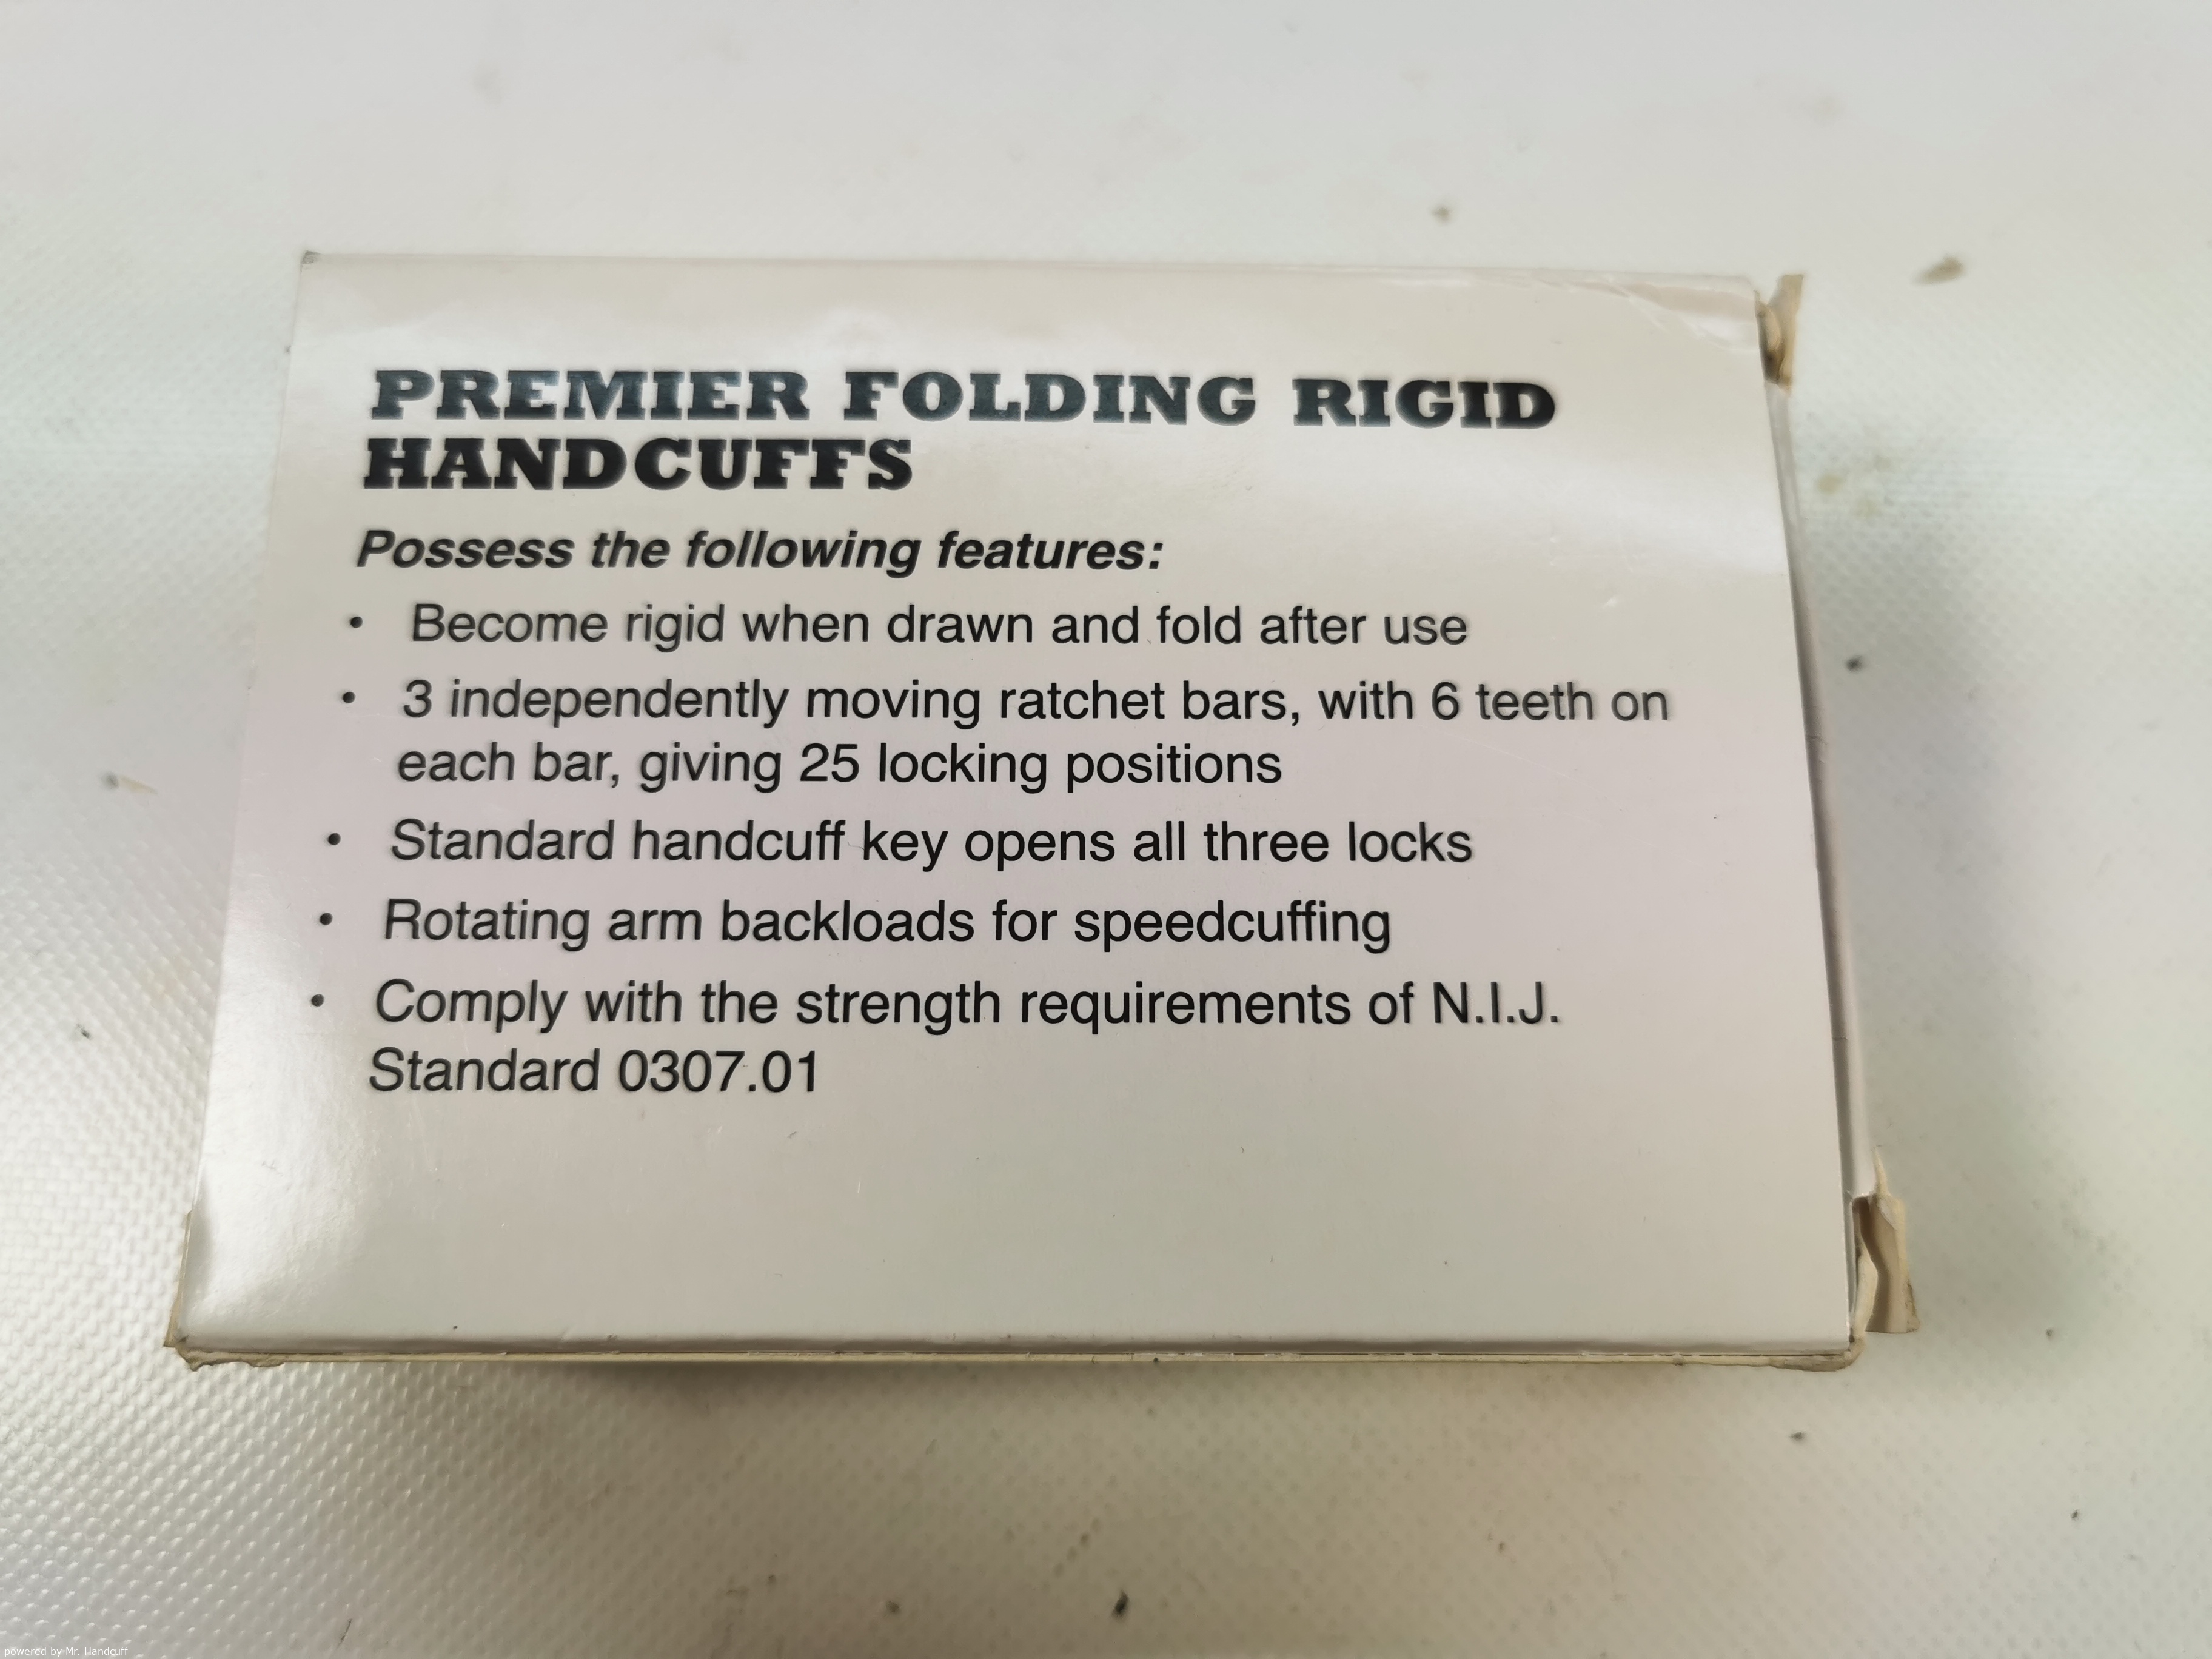 PREMIER FOLDING RIGID
HANDCUFFS
Possess the following features:
• Become rigid when drawn and fold after use
• 3 independently moving ratchet bars, with 6 teeth on
each bar, giving 25 locking positions
• Standard handcuff key opens all three locks
• Rotating arm backloads for speedcuffing
• Comply with the strength requirements of N.I.J.
Standard 0307.01
powered by Mr. Handcuff